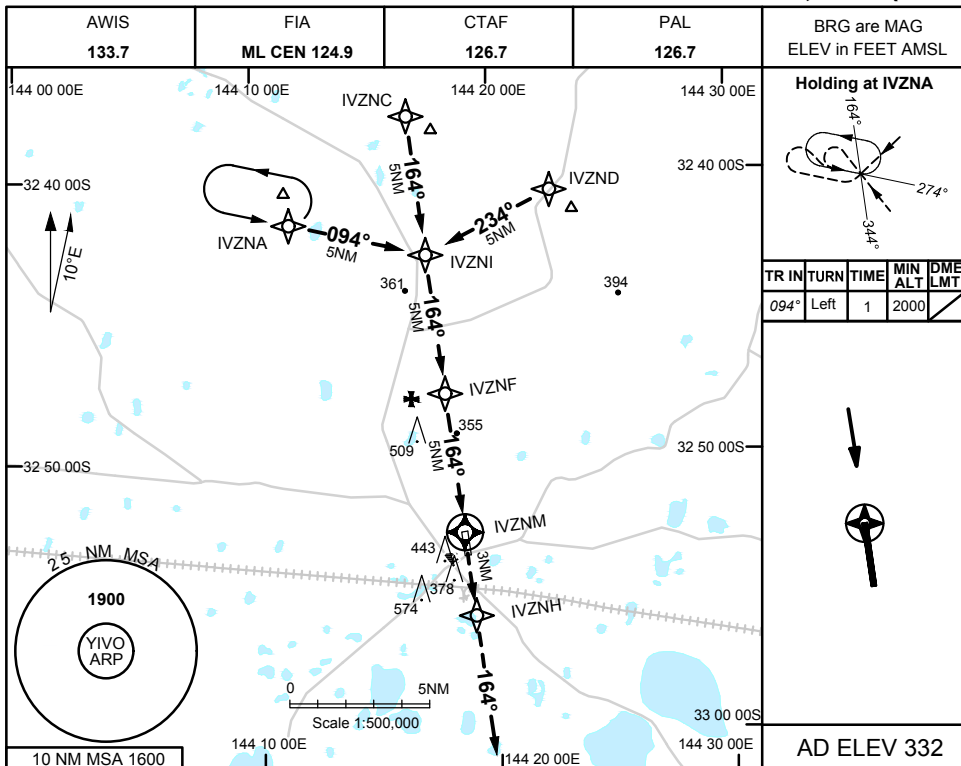 AWIS
133.7
FIA
ML CEN 124.9
CTAF
126.7
PAL
126.7
BRG are MAG
ELEV in FEET AMSL
144 00 00E
144 10 00E
144 20 00E
144 30 00E
IVZNC
164°
5NM
32 40 00S
32 40 00S
IVZND
234°
5NM
IVZNA
094°
5NM
IVZNI
10°E
361
394
5NM
164°
IVZNF
355
509
5NM
164°
32 50 00S
32 50 00S
IVZNM
443
3NM
378
574
IVZNH
25 NM MSA
1900
YIVO
ARP
164°
0
5NM
Scale 1:500,000
33 00 00S
10 NM MSA 1600
144 10 00E
144 20 00E
144 30 00E
Holding at IVZNA
164°
274°
344°
TR IN
TURN
TIME
MIN ALT
DME LMT
094°
Left
1
2000
AD ELEV 332